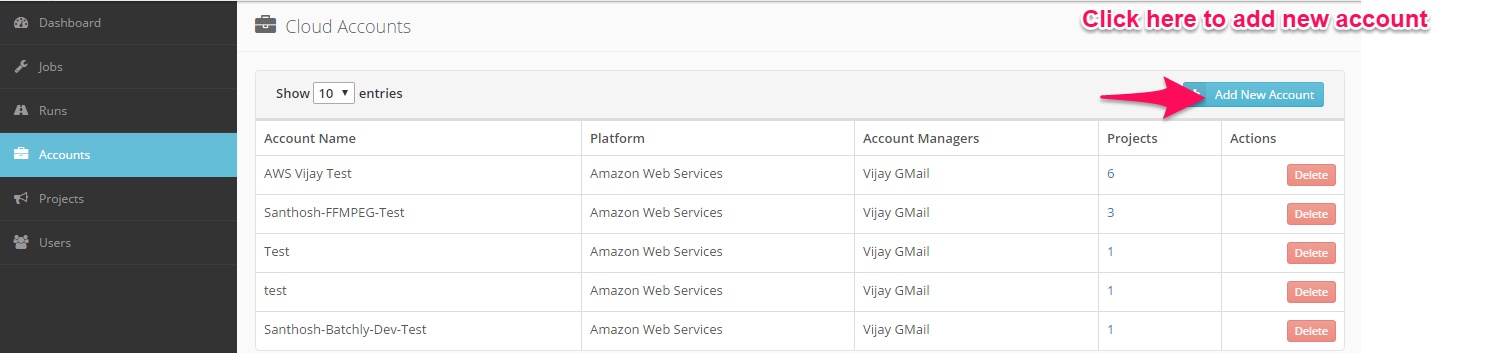 Dashboard
Jobs
Runs
Accounts
Projects
Users
Cloud Accounts
Click here to add new account
Show 10 entries
Add New Account
Account Name Platform Account Managers Projects Actions
AWS Vijay Test Amazon Web Services Vijay GMail 6 Delete
Santhosh-FFMPEG-Test Amazon Web Services Vijay GMail 3 Delete
Test Amazon Web Services Vijay GMail 1 Delete
test Amazon Web Services Vijay GMail 1 Delete
Santhosh-Batchly-Dev-Test Amazon Web Services Vijay GMail 1 Delete